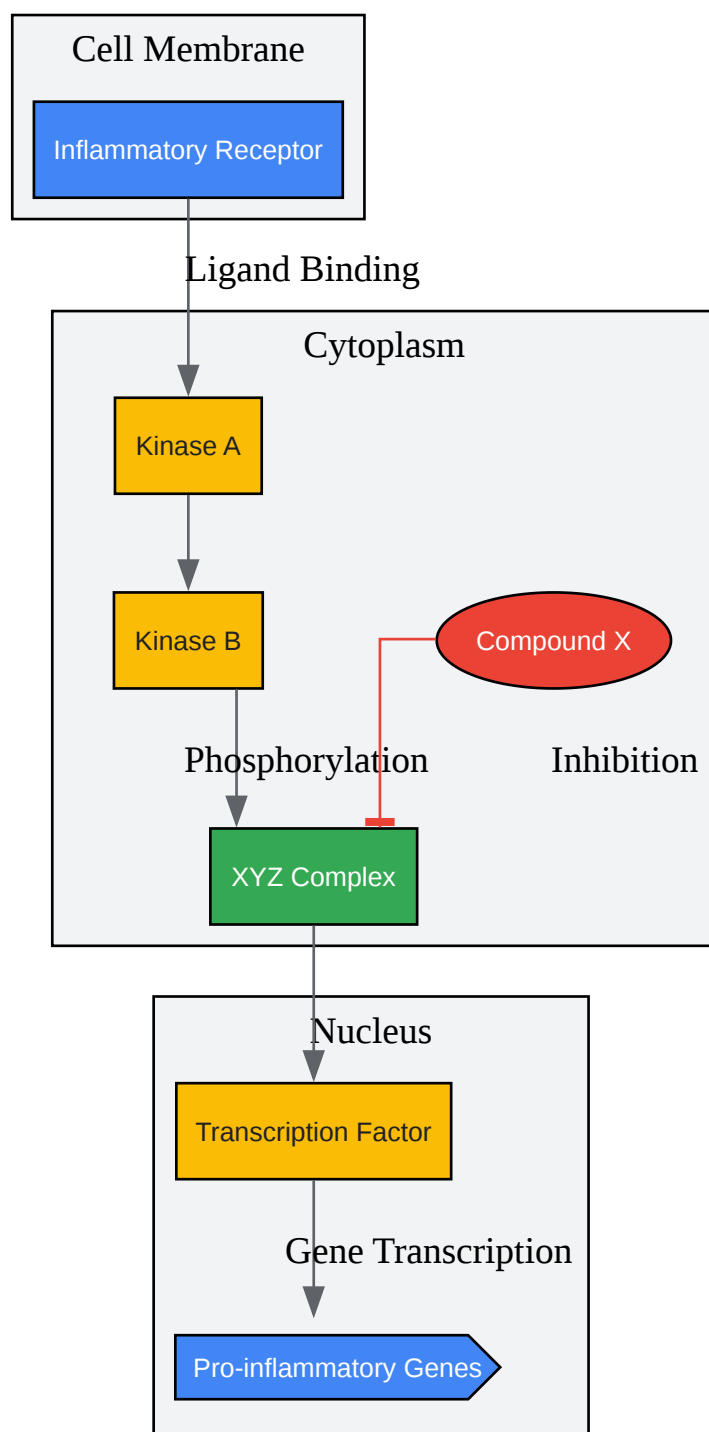 Cell Membrane
Inflammatory Receptor
Ligand Binding
Cytoplasm
Kinase A
Kinase B
Compound X
Phosphorylation
Inhibition
XYZ Complex
Nucleus
Transcription Factor
Gene Transcription
Pro-inflammatory Genes